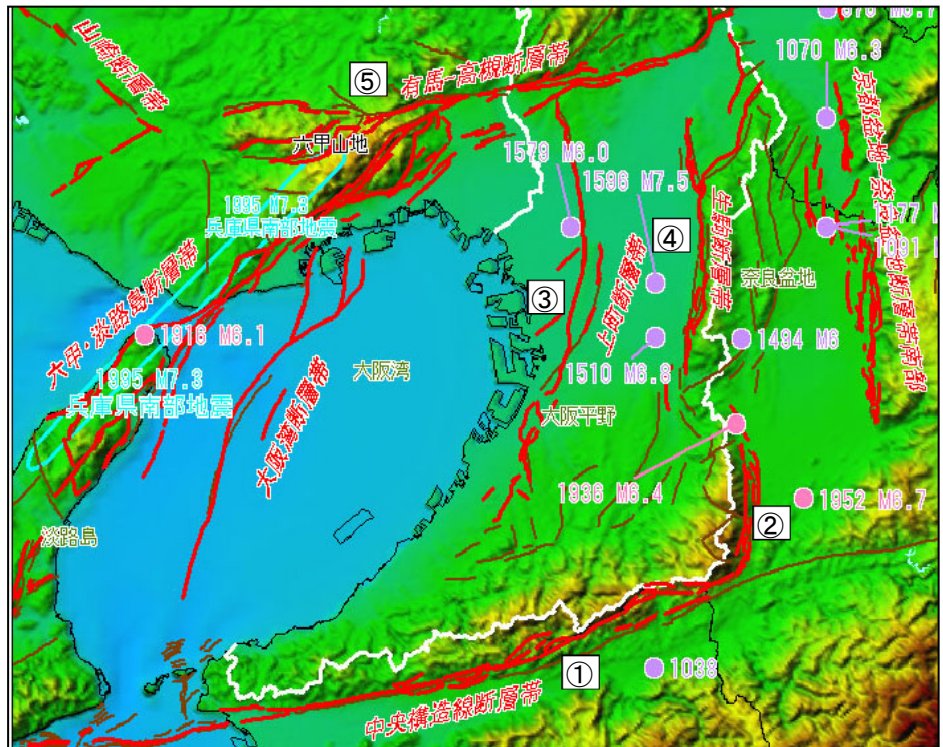 山崎断層帯
⑤
有馬-高槻断層帯
1070 M6.3
京都盆地-奈良盆地断層帯南部
六甲山地
1579 M6.0
1596 M7.5
1995 M7.3
兵庫県南部地震
④
生駒断層帯
上町断層帯
奈良盆地
③
六甲・淡路島断層帯
1916 M6.1
1494 M6
大阪湾
1995 M7.3
兵庫県南部地震
1510 M6.8
大阪湾断層帯
大阪平野
1936 M6.4
1952 M6.7
②
淡路島
①
1038
中央構造線断層帯